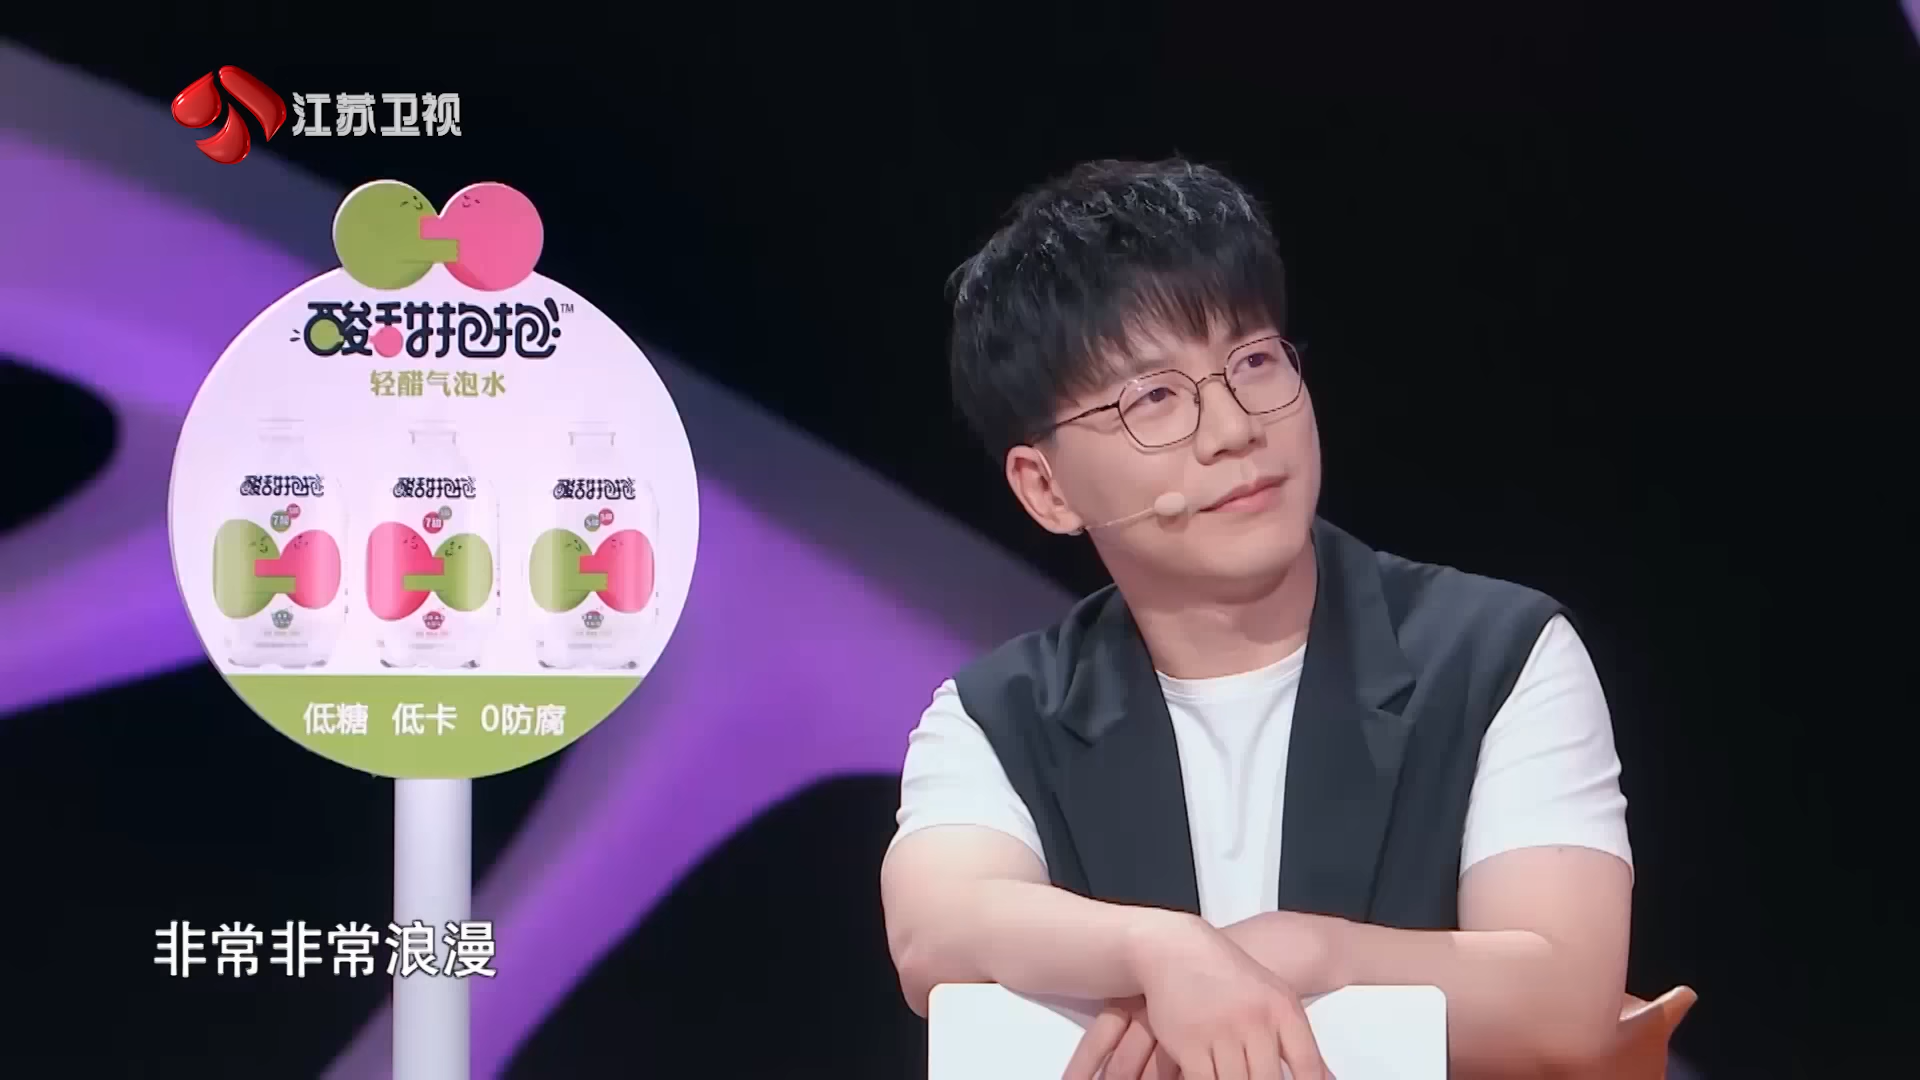 江苏卫视
酸甜抱抱™
轻醋气泡水
酸甜抱抱 酸甜抱抱 酸甜抱抱
低糖 低卡 0防腐
非常非常浪漫